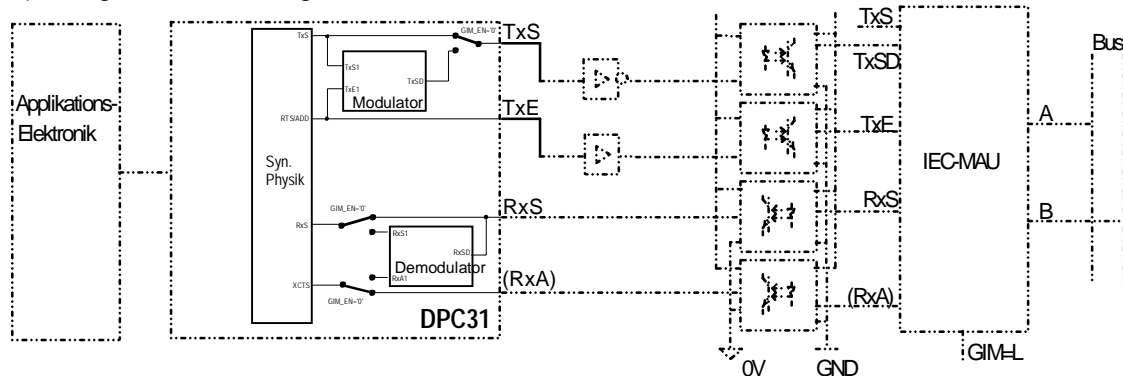 Applikations-
Elektronik
Syn.
Physik
TxS
RTS/ADD
RxS
XCTS
GIM_EN='0'
TxS1
TxE1
TxSD
Modulator
GIM_EN='0'
RxS1
RxSD
RxA1
Demodulator
GIM_EN='0'
DPC31
TxS
TxE
RxS
(RxA)
0V
GND
TxS
TxSD
TxE
RxS
(RxA)
IEC-MAU
GIM=L
A
B
Bus